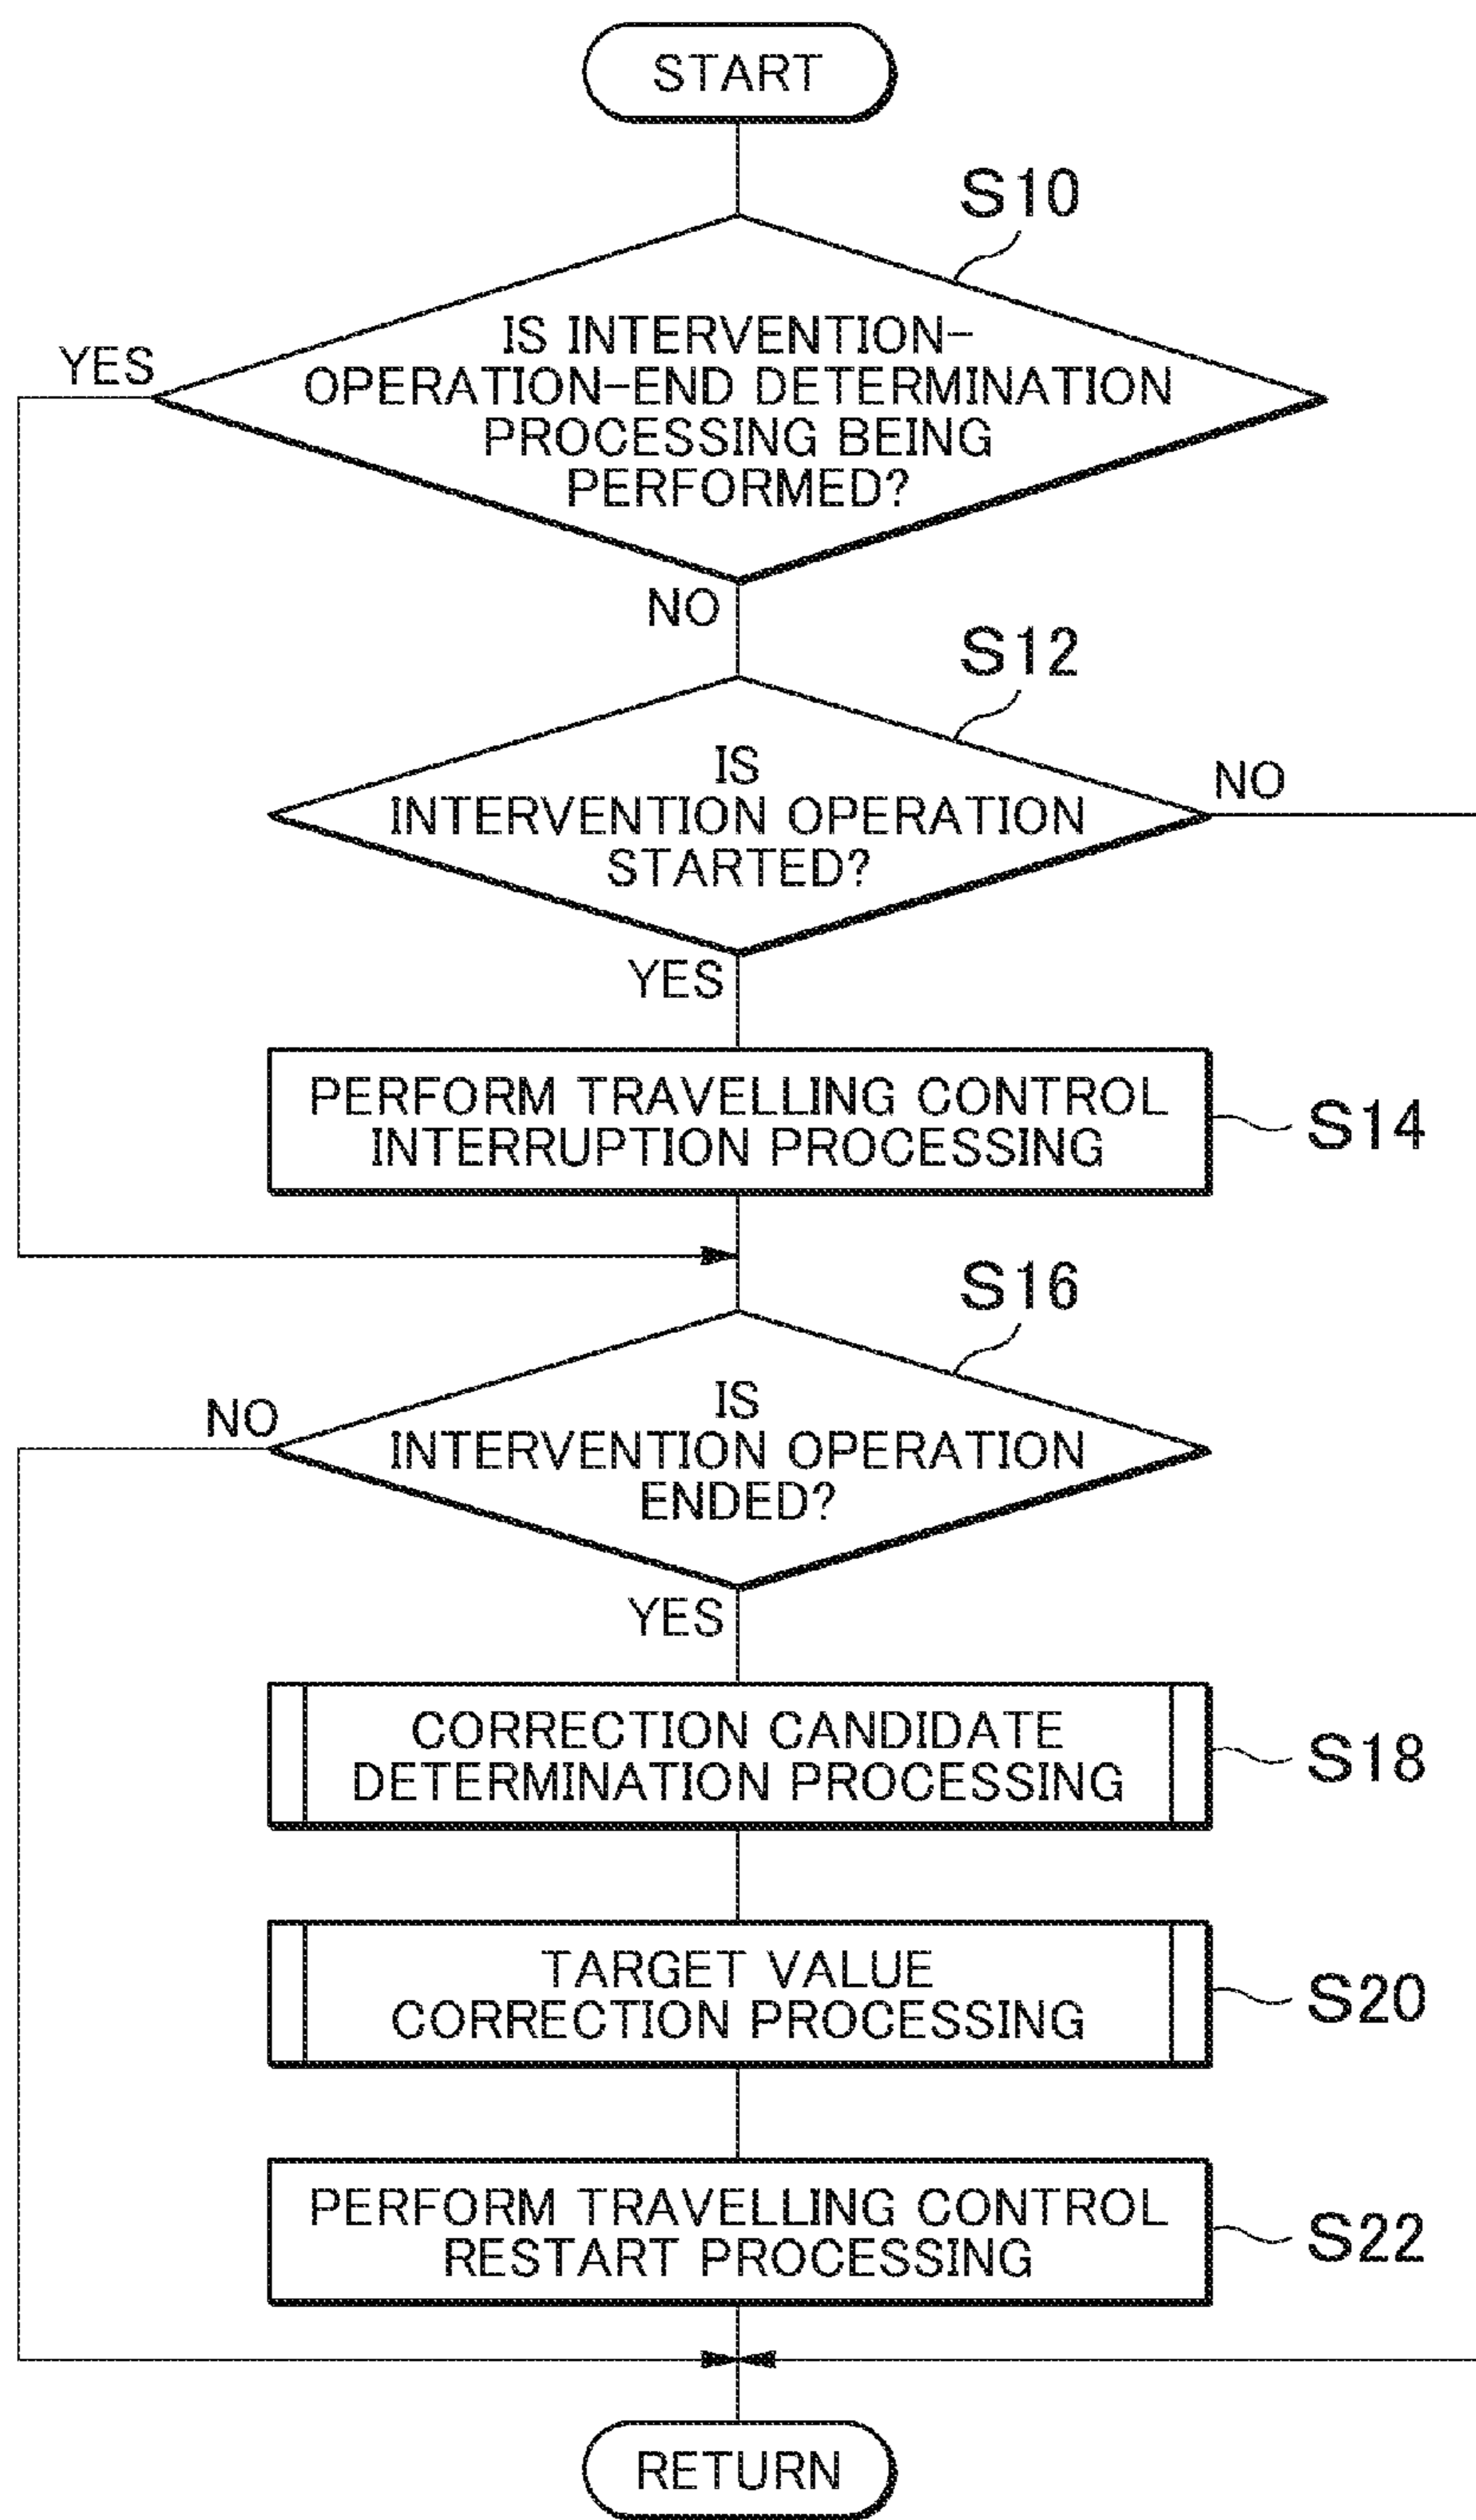 START
S10
IS INTERVENTION-
OPERATION-END DETERMINATION
PROCESSING BEING
PERFORMED?
YES
NO
S12
IS
INTERVENTION OPERATION
STARTED?
NO
YES
PERFORM TRAVELLING CONTROL
INTERRUPTION PROCESSING
S14
S16
IS
INTERVENTION OPERATION
ENDED?
NO
YES
CORRECTION CANDIDATE
DETERMINATION PROCESSING
S18
TARGET VALUE
CORRECTION PROCESSING
S20
PERFORM TRAVELLING CONTROL
RESTART PROCESSING
S22
RETURN